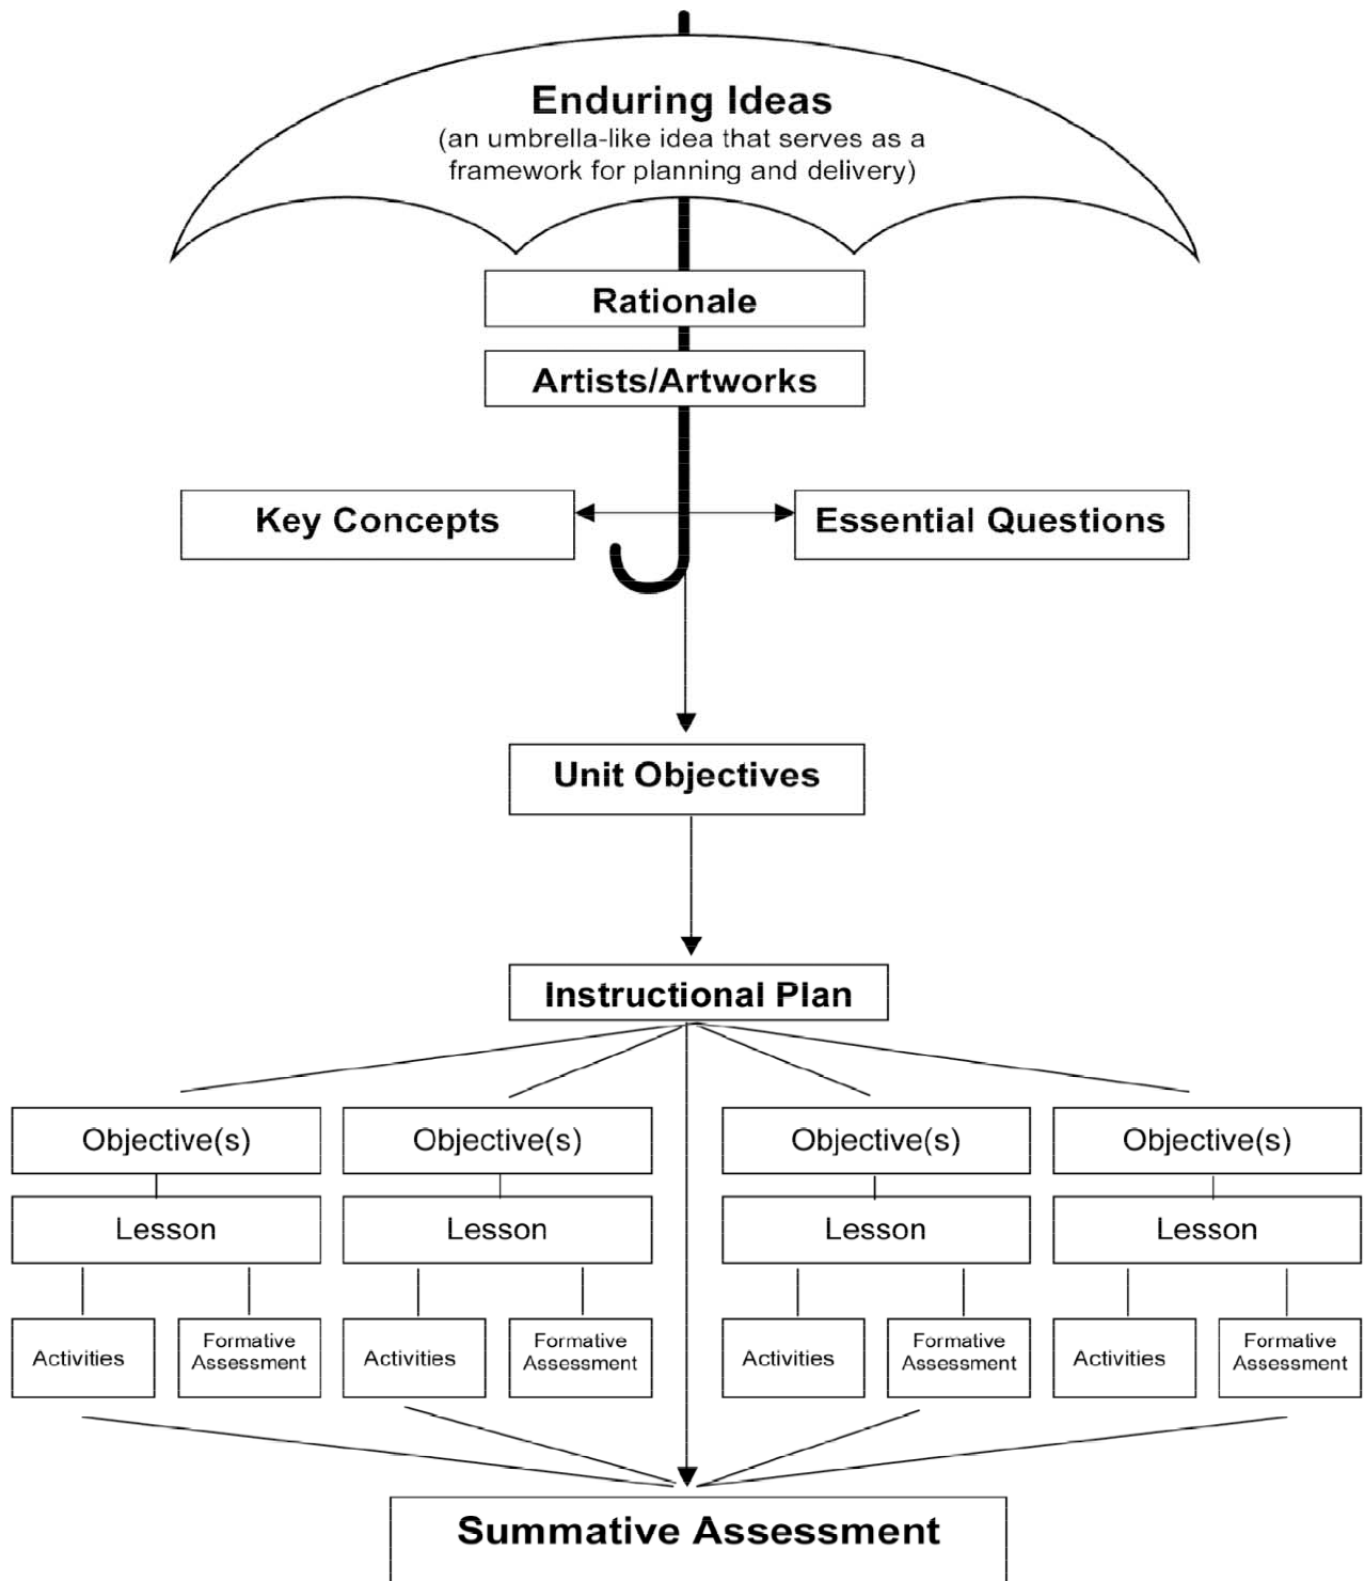 Enduring Ideas
(an umbrella-like idea that serves as a
framework for planning and delivery)
Rationale
Artists/Artworks
Key Concepts
Essential Questions
Unit Objectives
Instructional Plan
Objective(s)
Objective(s)
Objective(s)
Objective(s)
Lesson
Lesson
Lesson
Lesson
Activities
Formative
Assessment
Activities
Formative
Assessment
Activities
Formative
Assessment
Activities
Formative
Assessment
Summative Assessment